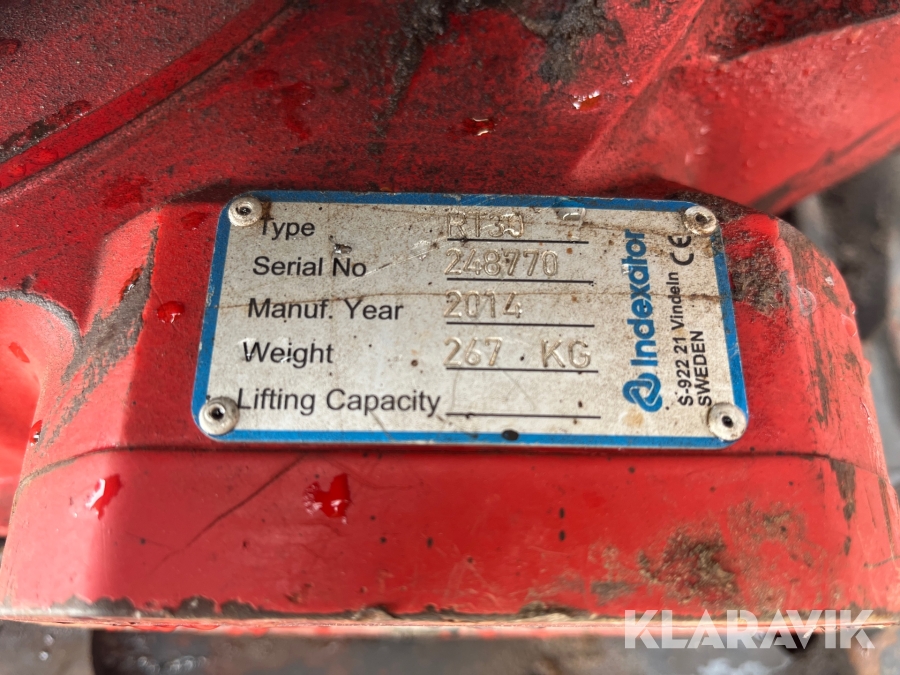 Type R130
Serial No 248770
Manuf. Year 2014
Weight 267 KG
Lifting Capacity
Indexator CE
S-922 21 Vindeln
SWEDEN
KLARAVIK